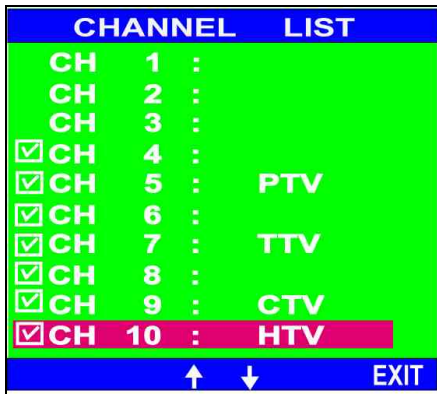 CHANNEL LIST
CH 1 :
CH 2 :
CH 3 :
CH 4 :
CH 5 : PTV
CH 6 :
CH 7 : TTV
CH 8 :
CH 9 : CTV
CH 10 : HTV
EXIT